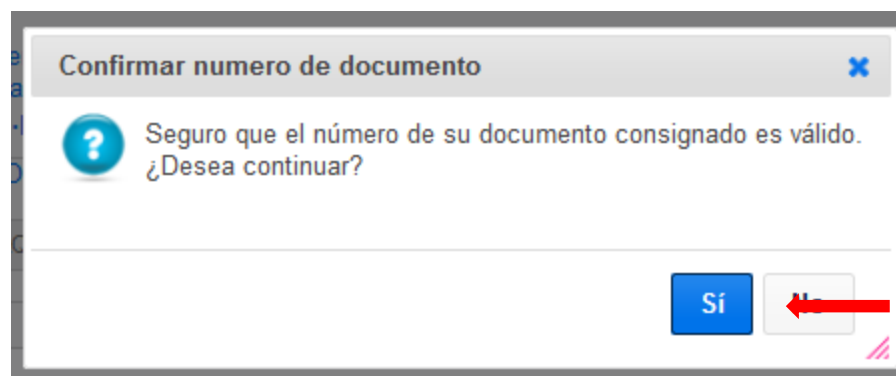 Confirmar numero de documento
Seguro que el número de su documento consignado es válido.
¿Desea continuar?
Sí